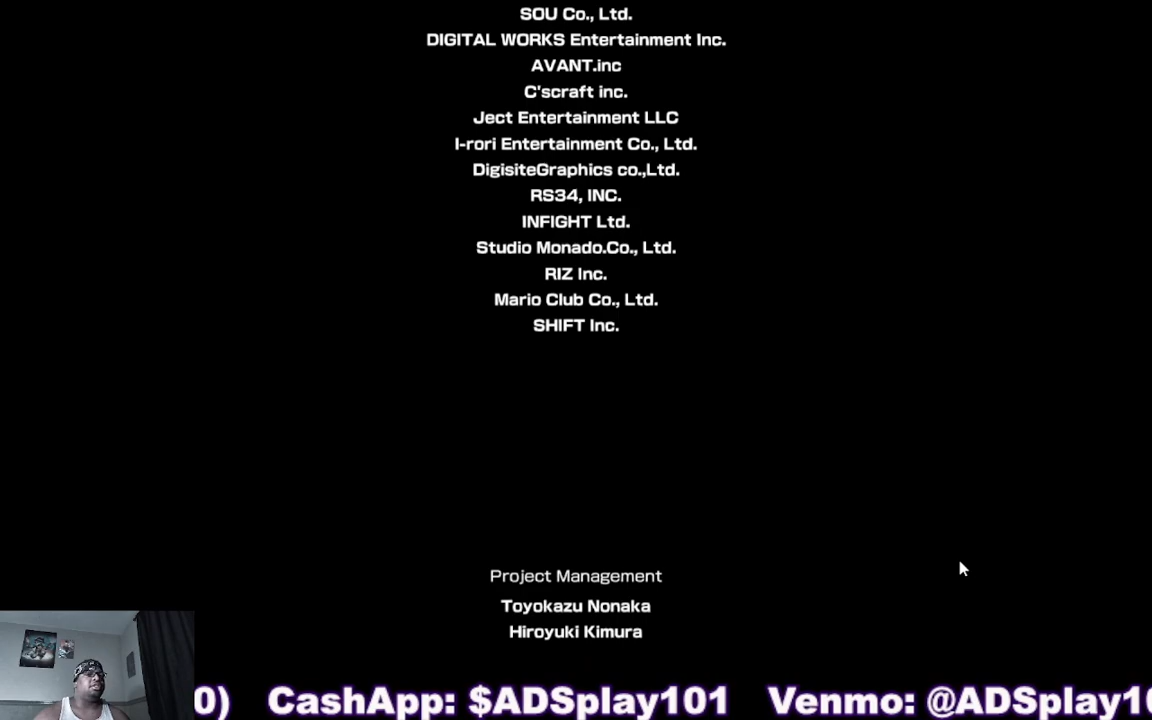 SOU Co., Ltd.
DIGITAL WORKS Entertainment Inc.
AVANT.inc
C'scraft inc.
Ject Entertainment LLC
I-rori Entertainment Co., Ltd.
DigisiteGraphics co.,Ltd.
RS34, INC.
INFIGHT Ltd.
Studio Monado.Co., Ltd.
RIZ Inc.
Mario Club Co., Ltd.
SHIFT Inc.
Project Management
Toyokazu Nonaka
Hiroyuki Kimura
0) CashApp: $ADSplay101 Venmo: @ADSplay10